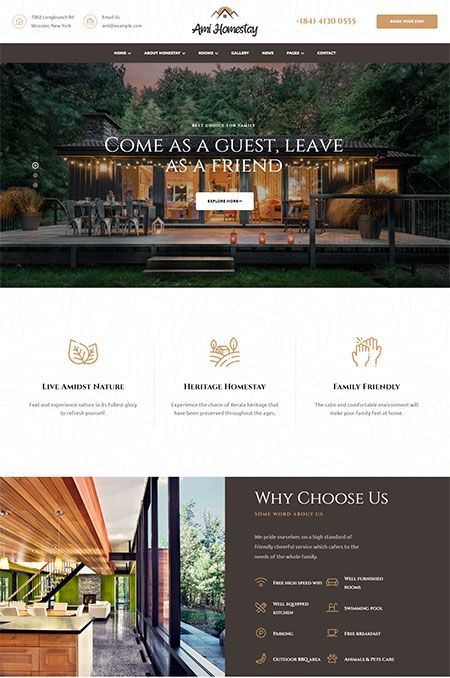 7382 Longbranch Rd
Wooster, New York
Email Us
ami@example.com
Ami Homestay
+(484) 4130 0555
BOOK YOUR STAY
HOME
ABOUT HOMESTAY
ROOMS
GALLERY
NEWS
PAGES
CONTACT
BEST CHOICE FOR FAMILY
COME AS A GUEST, LEAVE
AS A FRIEND
EXPLORE MORE
LIVE AMIDST NATURE
Feel and experience nature in its fullest glory
to refresh yourself.
HERITAGE HOMESTAY
Experience the charm of Kerala heritage that
have been preserved throughout the ages.
FAMILY FRIENDLY
The calm and comfortable environment will
make your family feel at home.
WHY CHOOSE US
SOME WORD ABOUT US
We pride ourselves on a high standard of
friendly cheerful service which cafers to the
needs of the whole family.
FREE HIGH SPEED WIFI
WELL FURNISHED
ROOMS
WELL EQUIPPED
KITCHEN
SWIMMING POOL
PARKING
FREE BREAKFAST
OUTDOOR BBQ AREA
ANIMALS & PETS CARE